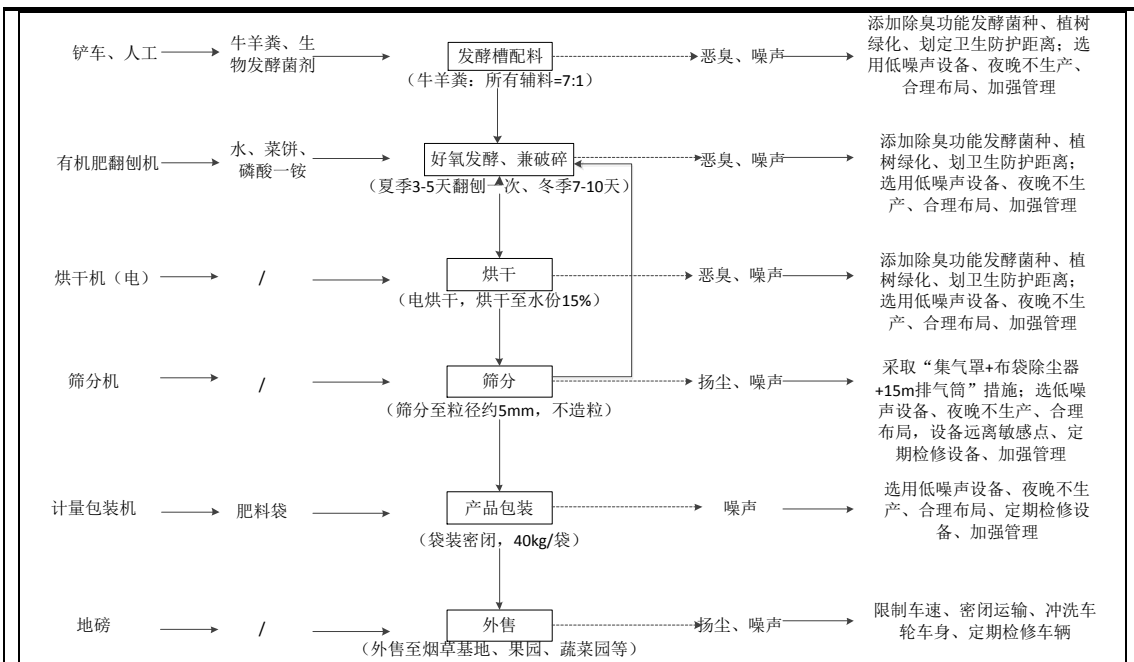 铲车、人工
牛羊粪、生
物发酵菌剂
发酵槽配料
（牛羊粪：所有辅料=7:1）
恶臭、噪声
添加除臭功能发酵菌种、植树
绿化、划定卫生防护距离；选
用低噪声设备、夜晚不生产、
合理布局、加强管理
有机肥翻刨机
水、菜饼、
磷酸一铵
好氧发酵、兼破碎
（夏季3-5天翻刨一次、冬季7-10天）
恶臭、噪声
添加除臭功能发酵菌种、植
树绿化、划卫生防护距离；
选用低噪声设备、夜晚不生
产、合理布局、加强管理
烘干机（电）
/
烘干
（电烘干，烘干至水份15%）
恶臭、噪声
添加除臭功能发酵菌种、植
树绿化、划卫生防护距离；
选用低噪声设备、夜晚不生
产、合理布局、加强管理
筛分机
/
筛分
（筛分至粒径约5mm，不造粒）
扬尘、噪声
采取“集气罩+布袋除尘器
+15m排气筒”措施；选低噪
声设备、夜晚不生产、合理
布局，设备远离敏感点、定
期检修设备、加强管理
计量包装机
肥料袋
产品包装
（袋装密闭，40kg/袋）
噪声
选用低噪声设备、夜晚不生
产、合理布局、定期检修设
备、加强管理
地磅
/
外售
（外售至烟草基地、果园、蔬菜园等）
扬尘、噪声
限制车速、密闭运输、冲洗车
轮车身、定期检修车辆